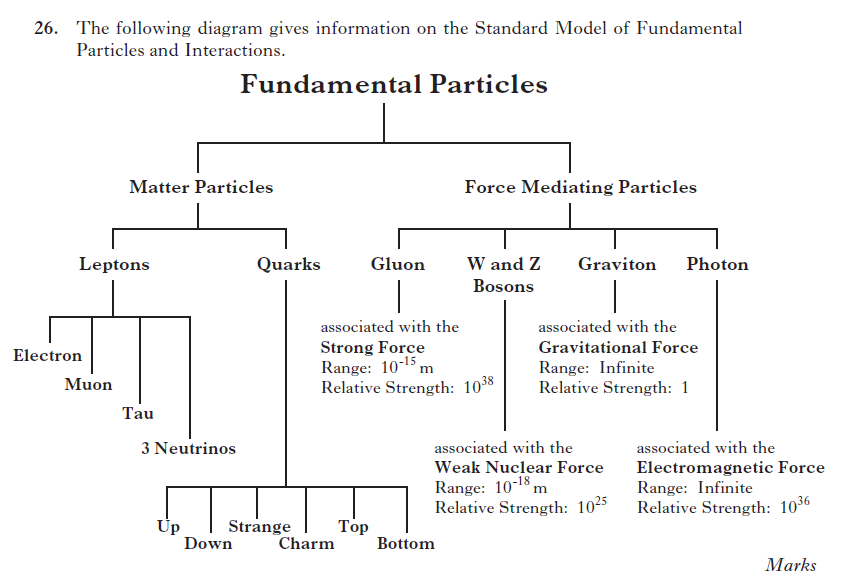 26. The following diagram gives information on the Standard Model of Fundamental
Particles and Interactions.
Fundamental Particles
Matter Particles
Force Mediating Particles
Leptons
Quarks
Gluon
W and Z
Bosons
Graviton
Photon
associated with the
Strong Force
Range: 10⁻¹⁵ m
Relative Strength: 10³⁸
associated with the
Gravitational Force
Range: Infinite
Relative Strength: 1
Electron
Muon
Tau
3 Neutrinos
associated with the
Weak Nuclear Force
Range: 10⁻¹⁸ m
Relative Strength: 10²⁵
associated with the
Electromagnetic Force
Range: Infinite
Relative Strength: 10³⁶
Up
Down
Strange
Charm
Top
Bottom
Marks